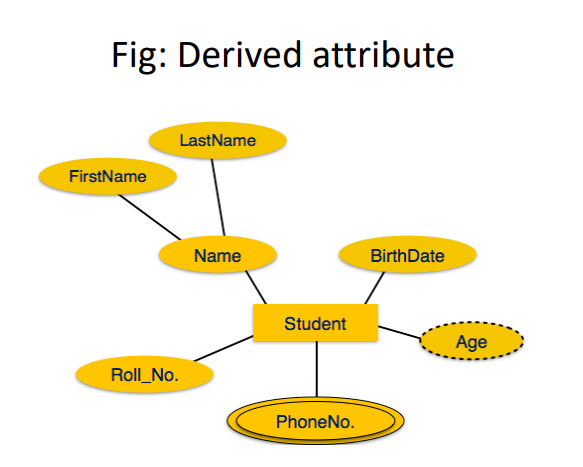 Fig: Derived attribute
LastName
FirstName
Name
BirthDate
Student
Age
Roll_No.
PhoneNo.